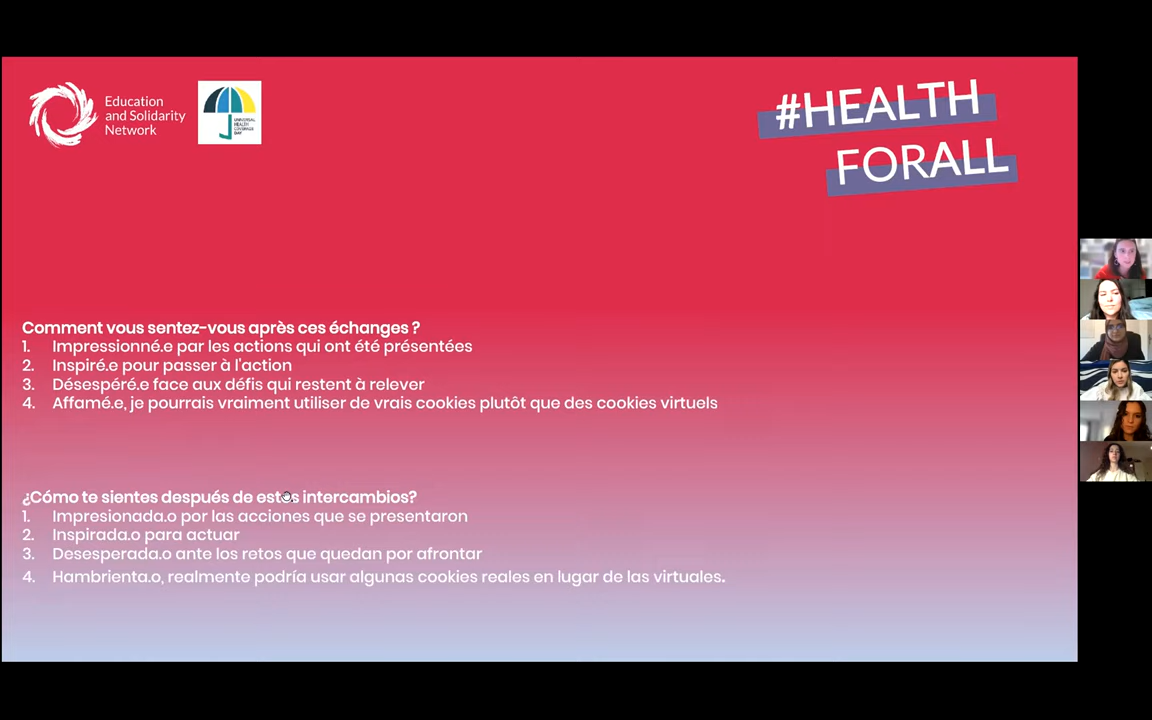 Education
and Solidarity
Network
UNIVERSAL
HEALTH
COVERAGE
DAY
#HEALTH
FORALL
Comment vous sentez-vous après ces échanges ?
1. Impressionné.e par les actions qui ont été présentées
2. Inspiré.e pour passer à l'action
3. Désespéré.e face aux défis qui restent à relever
4. Affamé.e, je pourrais vraiment utiliser de vrais cookies plutôt que des cookies virtuels
¿Cómo te sientes después de estos intercambios?
1. Impresionada.o por las acciones que se presentaron
2. Inspirada.o para actuar
3. Desesperada.o ante los retos que quedan por afrontar
4. Hambrienta.o, realmente podría usar algunas cookies reales en lugar de las virtuales.